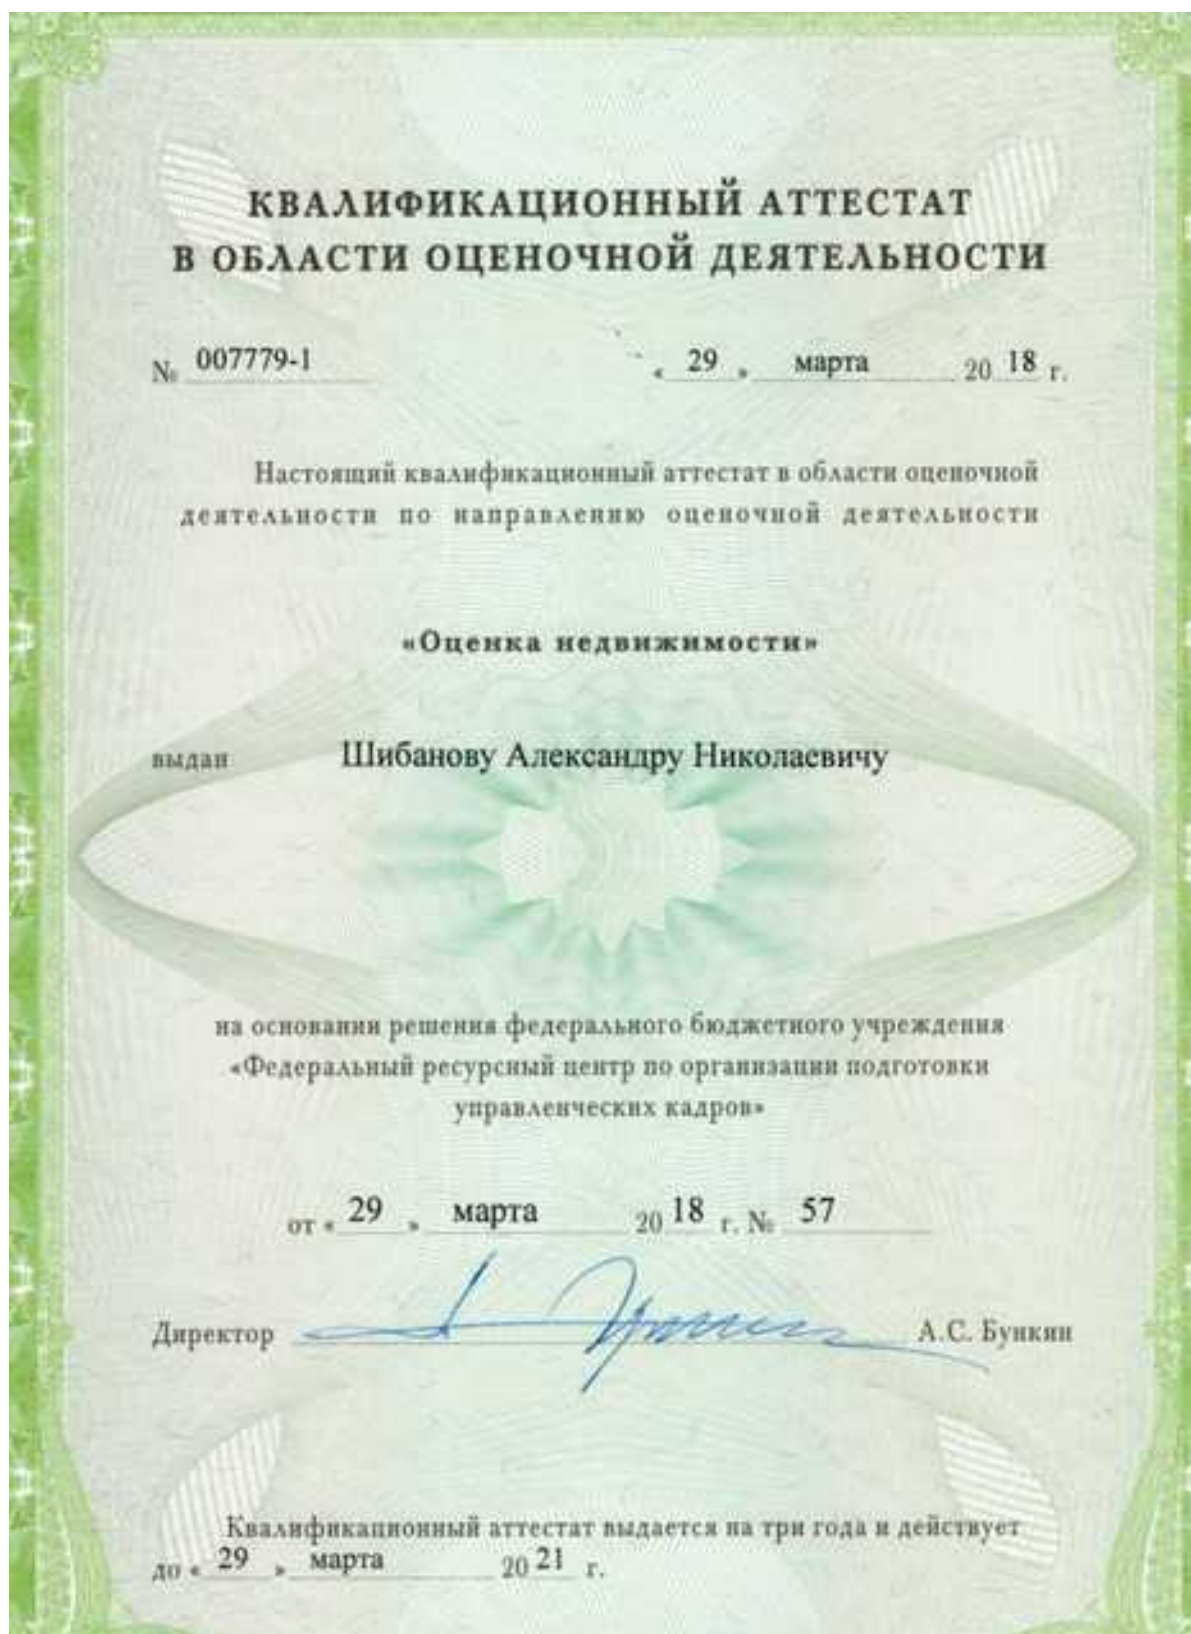 КВАЛИФИКАЦИОННЫЙ АТТЕСТАТ
В ОБЛАСТИ ОЦЕНОЧНОЙ ДЕЯТЕЛЬНОСТИ
№ 007779-1 « 29 » марта 20 18 г.
Настоящий квалификационный аттестат в области оценочной
деятельности по направлению оценочной деятельности
«Оценка недвижимости»
выдан Шибанову Александру Николаевичу
на основании решения федерального бюджетного учреждения
«Федеральный ресурсный центр по организации подготовки
управленческих кадров»
от « 29 » марта 20 18 г. № 57
Директор А.С. Бункин
Квалификационный аттестат выдается на три года и действует
до « 29 » марта 20 21 г.